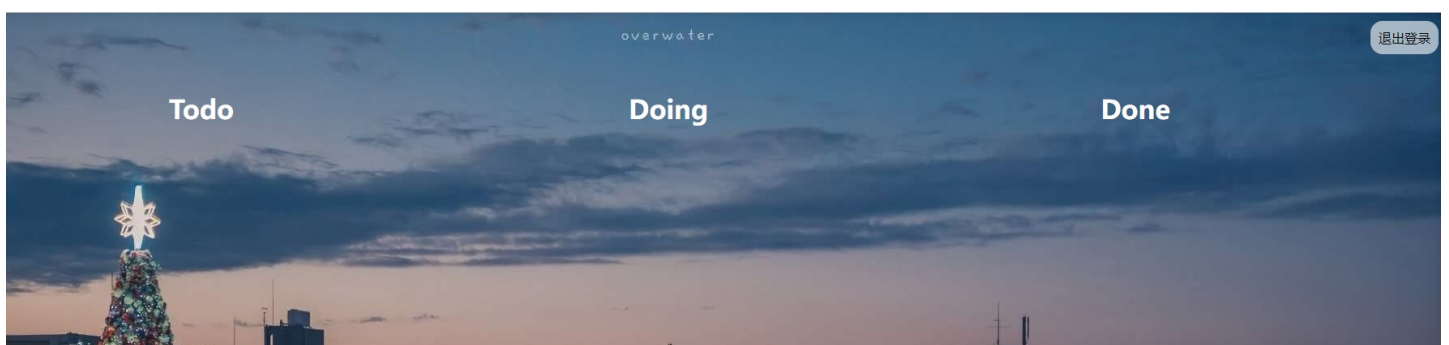 overwater
退出登录
Todo
Doing
Done